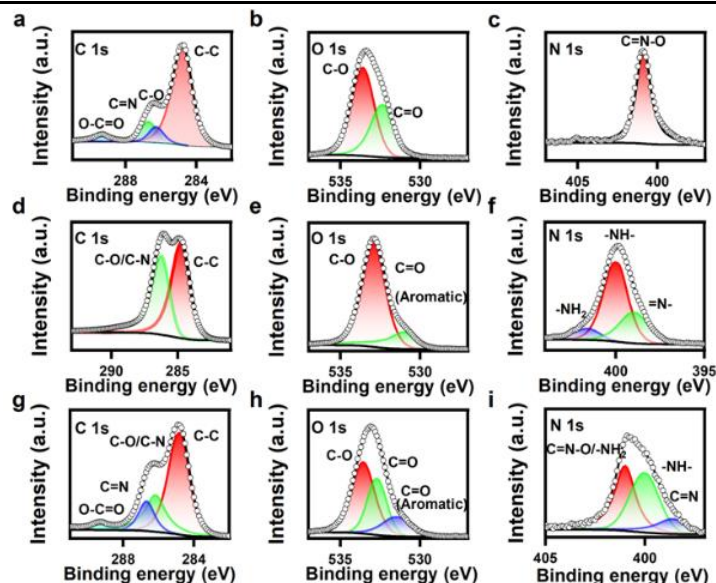 a
C 1s
C-C
C=N
C-O
O-C=O
Intensity (a.u.)
288 284
Binding energy (eV)
b
O 1s
C-O
C=O
Intensity (a.u.)
535 530
Binding energy (eV)
c
N 1s
C=N-O
Intensity (a.u.)
405 400
Binding energy (eV)
d
C 1s
C-O/C-N
C-C
Intensity (a.u.)
290 285
Binding energy (eV)
e
O 1s
C-O
C=O
(Aromatic)
Intensity (a.u.)
535 530
Binding energy (eV)
f
N 1s
-NH-
-NH2
=N-
Intensity (a.u.)
400 395
Binding energy (eV)
g
C 1s
C-O/C-N
C-C
C=N
O-C=O
Intensity (a.u.)
288 284
Binding energy (eV)
h
O 1s
C-O
C=O
C=O
(Aromatic)
Intensity (a.u.)
535 530
Binding energy (eV)
i
N 1s
C=N-O/-NH2
-NH-
C=N
Intensity (a.u.)
405 400
Binding energy (eV)